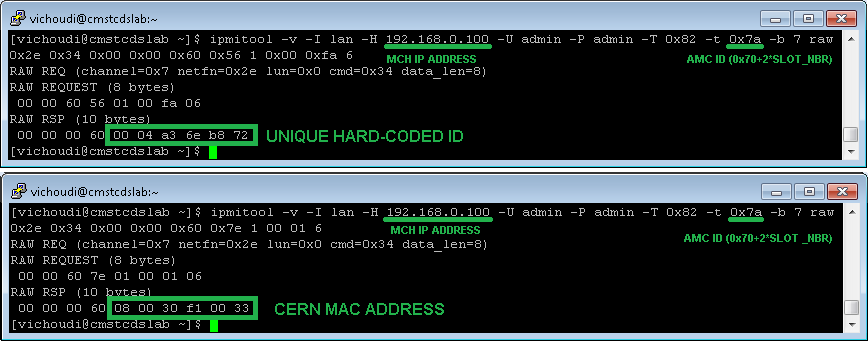 vichoudi@cmstcdslab:~
[vichoudi@cmstcdslab ~]$ ipmitool -v -I lan -H 192.168.0.100 -U admin -P admin -T 0x82 -t 0x7a -b 7 raw
0x2e 0x34 0x00 0x00 0x60 0x56 1 0x00 0xfa 6
MCH IP ADDRESS AMC ID (0x70+2*SLOT_NBR)
RAW REQ (channel=0x7 netfn=0x2e lun=0x0 cmd=0x34 data_len=8)
RAW REQUEST (8 bytes)
00 00 60 56 01 00 fa 06
RAW RSP (10 bytes)
00 00 00 60 00 04 a3 6e b8 72 UNIQUE HARD-CODED ID
[vichoudi@cmstcdslab ~]$
vichoudi@cmstcdslab:~
[vichoudi@cmstcdslab ~]$ ipmitool -v -I lan -H 192.168.0.100 -U admin -P admin -T 0x82 -t 0x7a -b 7 raw
0x2e 0x34 0x00 0x00 0x60 0x7e 1 00 01 6
MCH IP ADDRESS AMC ID (0x70+2*SLOT_NBR)
RAW REQ (channel=0x7 netfn=0x2e lun=0x0 cmd=0x34 data_len=8)
RAW REQUEST (8 bytes)
00 00 60 7e 01 00 01 06
RAW RSP (10 bytes)
00 00 00 60 08 00 30 f1 00 33 CERN MAC ADDRESS
[vichoudi@cmstcdslab ~]$